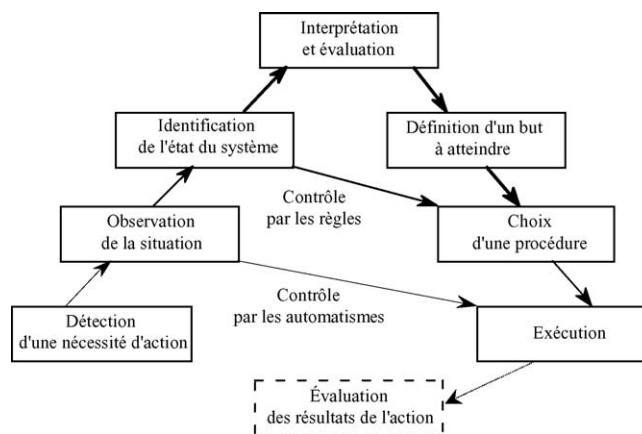 Interprétation
et évaluation
Identification
de l'état du système
Définition d'un but
à atteindre
Contrôle
par les règles
Observation
de la situation
Choix
d'une procédure
Contrôle
par les automatismes
Détection
d'une nécessité d'action
Exécution
Évaluation
des résultats de l'action